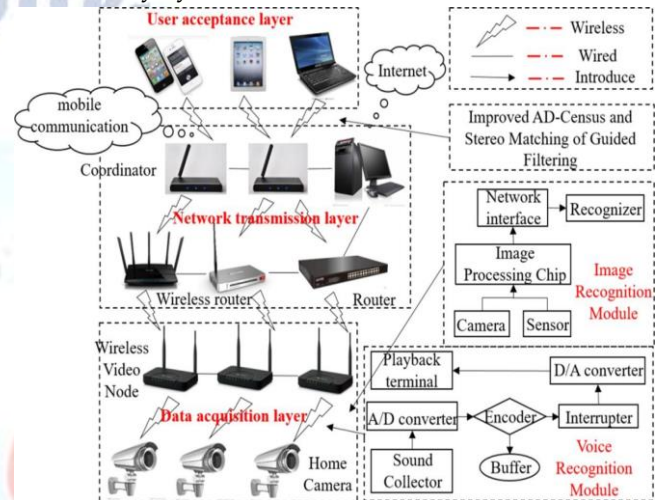 User acceptance layer
Internet
mobile
communication
Coordinator
Network transmission layer
Wireless router
Router
Wireless
Video
Node
Data acquisition layer
Home
Camera
Wireless
Wired
Introduce
Improved AD-Census and
Stereo Matching of Guided
Filtering
Network
interface
Recognizer
Image
Processing Chip
Camera
Sensor
Image
Recognition
Module
Playback
terminal
D/A converter
A/D converter
Encoder
Interrupter
Sound
Collector
Buffer
Voice
Recognition
Module